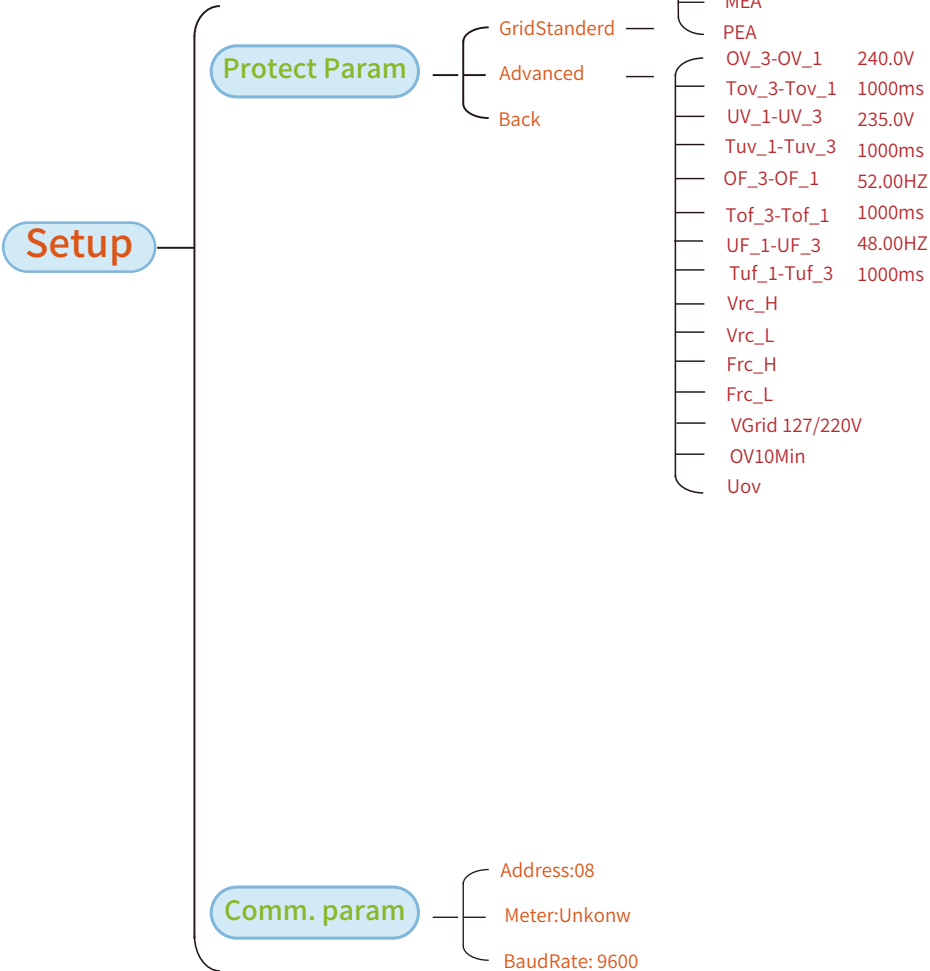 MEA
PEA
GridStanderd
Protect Param
Advanced
Back
OV_3-OV_1 240.0V
Tov_3-Tov_1 1000ms
UV_1-UV_3 235.0V
Tuv_1-Tuv_3 1000ms
OF_3-OF_1 52.00HZ
Tof_3-Tof_1 1000ms
UF_1-UF_3 48.00HZ
Tuf_1-Tuf_3 1000ms
Vrc_H
Vrc_L
Frc_H
Frc_L
VGrid 127/220V
OV10Min
Uov
Setup
Comm. param
Address:08
Meter:Unkonw
BaudRate: 9600